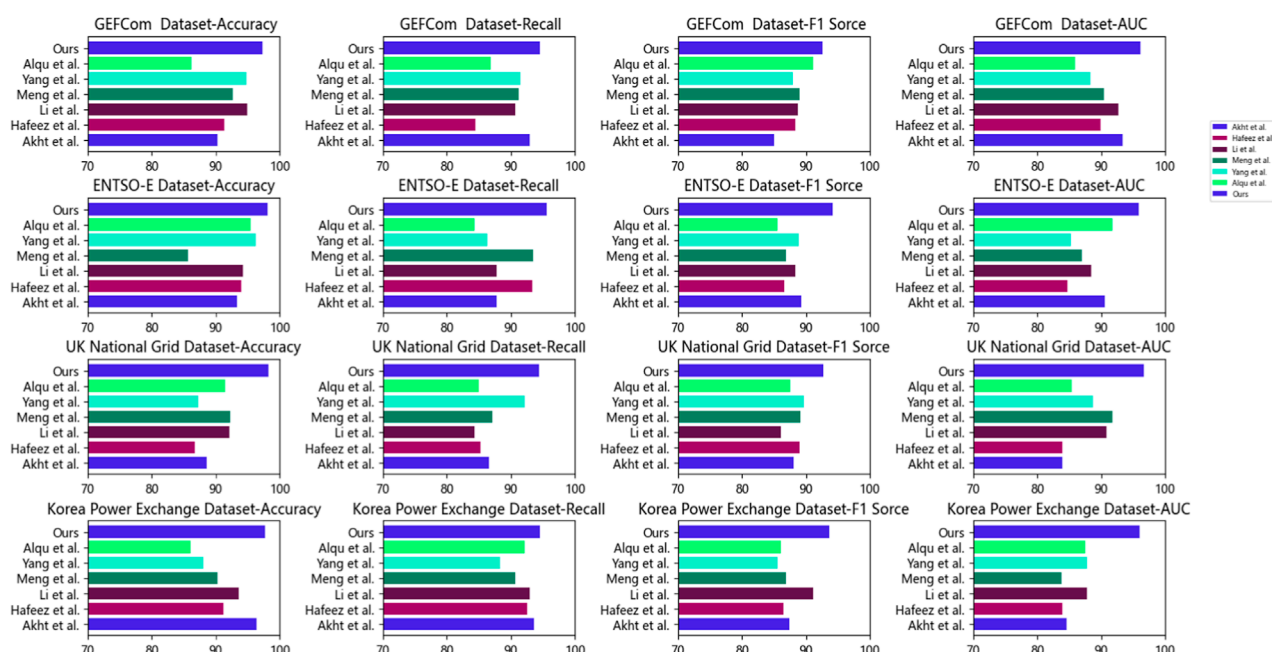 GEFCom  Dataset-Accuracy
Ours
Alqu et al.
Yang et al.
Meng et al.
Li et al.
Hafeez et al.
Akht et al.
70 80 90 100
GEFCom  Dataset-Recall
Ours
Alqu et al.
Yang et al.
Meng et al.
Li et al.
Hafeez et al.
Akht et al.
70 80 90 100
GEFCom  Dataset-F1 Sorce
Ours
Alqu et al.
Yang et al.
Meng et al.
Li et al.
Hafeez et al.
Akht et al.
70 80 90 100
GEFCom  Dataset-AUC
Ours
Alqu et al.
Yang et al.
Meng et al.
Li et al.
Hafeez et al.
Akht et al.
70 80 90 100
Akht et al.
Hafeez et al.
Li et al.
Meng et al.
Yang et al.
Alqu et al.
Ours
ENTSO-E Dataset-Accuracy
Ours
Alqu et al.
Yang et al.
Meng et al.
Li et al.
Hafeez et al.
Akht et al.
70 80 90 100
ENTSO-E Dataset-Recall
Ours
Alqu et al.
Yang et al.
Meng et al.
Li et al.
Hafeez et al.
Akht et al.
70 80 90 100
ENTSO-E Dataset-F1 Sorce
Ours
Alqu et al.
Yang et al.
Meng et al.
Li et al.
Hafeez et al.
Akht et al.
70 80 90 100
ENTSO-E Dataset-AUC
Ours
Alqu et al.
Yang et al.
Meng et al.
Li et al.
Hafeez et al.
Akht et al.
70 80 90 100
UK National Grid Dataset-Accuracy
Ours
Alqu et al.
Yang et al.
Meng et al.
Li et al.
Hafeez et al.
Akht et al.
70 80 90 100
UK National Grid Dataset-Recall
Ours
Alqu et al.
Yang et al.
Meng et al.
Li et al.
Hafeez et al.
Akht et al.
70 80 90 100
UK National Grid Dataset-F1 Sorce
Ours
Alqu et al.
Yang et al.
Meng et al.
Li et al.
Hafeez et al.
Akht et al.
70 80 90 100
UK National Grid Dataset-AUC
Ours
Alqu et al.
Yang et al.
Meng et al.
Li et al.
Hafeez et al.
Akht et al.
70 80 90 100
Korea Power Exchange Dataset-Accuracy
Ours
Alqu et al.
Yang et al.
Meng et al.
Li et al.
Hafeez et al.
Akht et al.
70 80 90 100
Korea Power Exchange Dataset-Recall
Ours
Alqu et al.
Yang et al.
Meng et al.
Li et al.
Hafeez et al.
Akht et al.
70 80 90 100
Korea Power Exchange Dataset-F1 Sorce
Ours
Alqu et al.
Yang et al.
Meng et al.
Li et al.
Hafeez et al.
Akht et al.
70 80 90 100
Korea Power Exchange Dataset-AUC
Ours
Alqu et al.
Yang et al.
Meng et al.
Li et al.
Hafeez et al.
Akht et al.
70 80 90 100